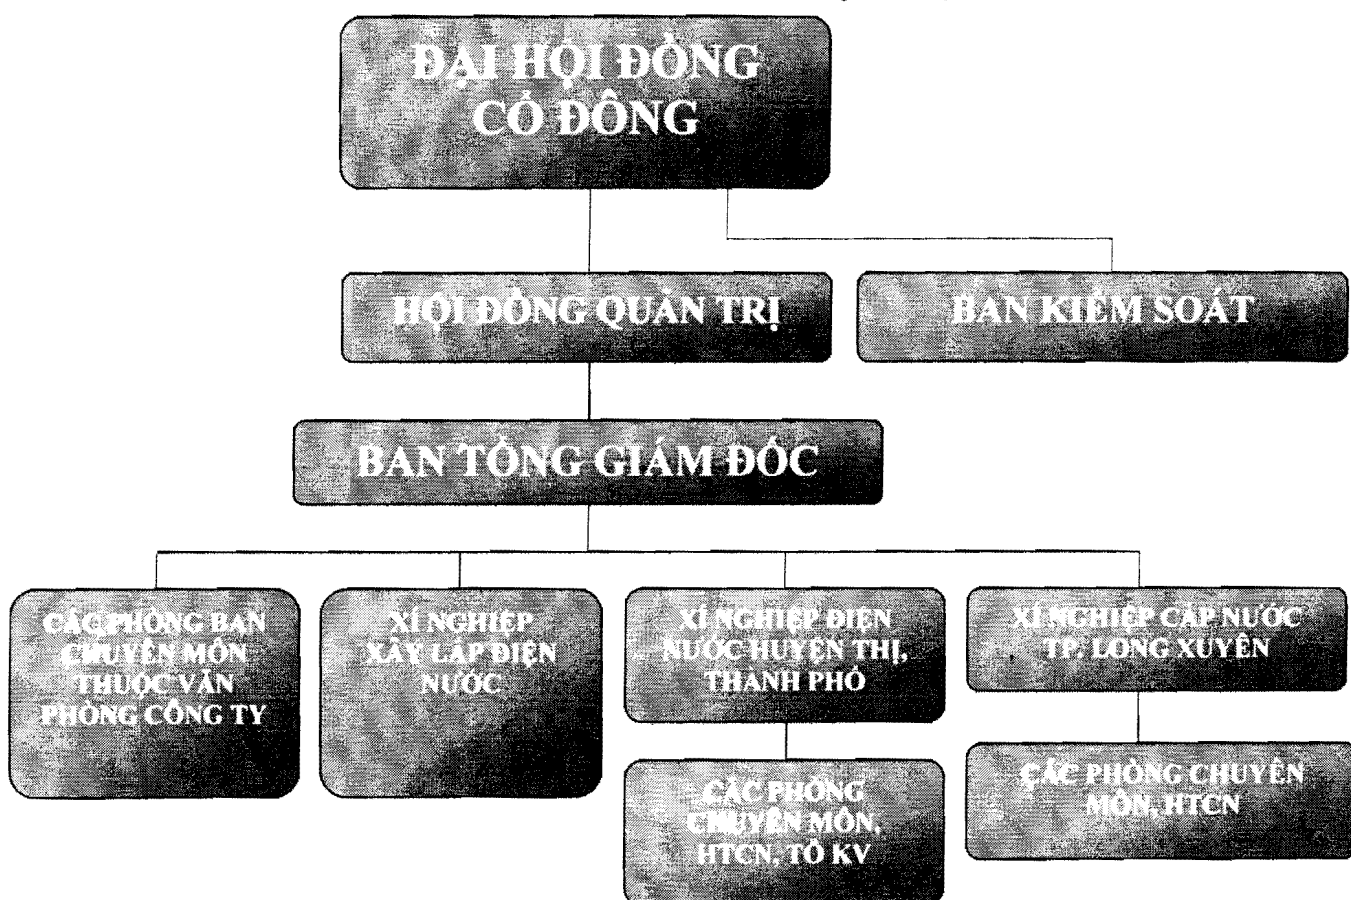 ĐẠI HỘI ĐỒNG
CỔ ĐÔNG
HỘI ĐỒNG QUẢN TRỊ
BAN KIỂM SOÁT
BAN TỔNG GIÁM ĐỐC
CÁC PHÒNG BAN
CHUYÊN MÔN
THUỘC VĂN
PHÒNG CÔNG TY
XÍ NGHIỆP
XÂY LẮP ĐIỆN
NƯỚC
XÍ NGHIỆP ĐIỆN
NƯỚC HUYỆN THỊ,
THÀNH PHỐ
XÍ NGHIỆP CẤP NƯỚC
TP. LONG XUYÊN
CÁC PHÒNG
CHUYÊN MÔN,
HTCN, TỔ KV
CÁC PHÒNG CHUYÊN
MÔN, HTCN